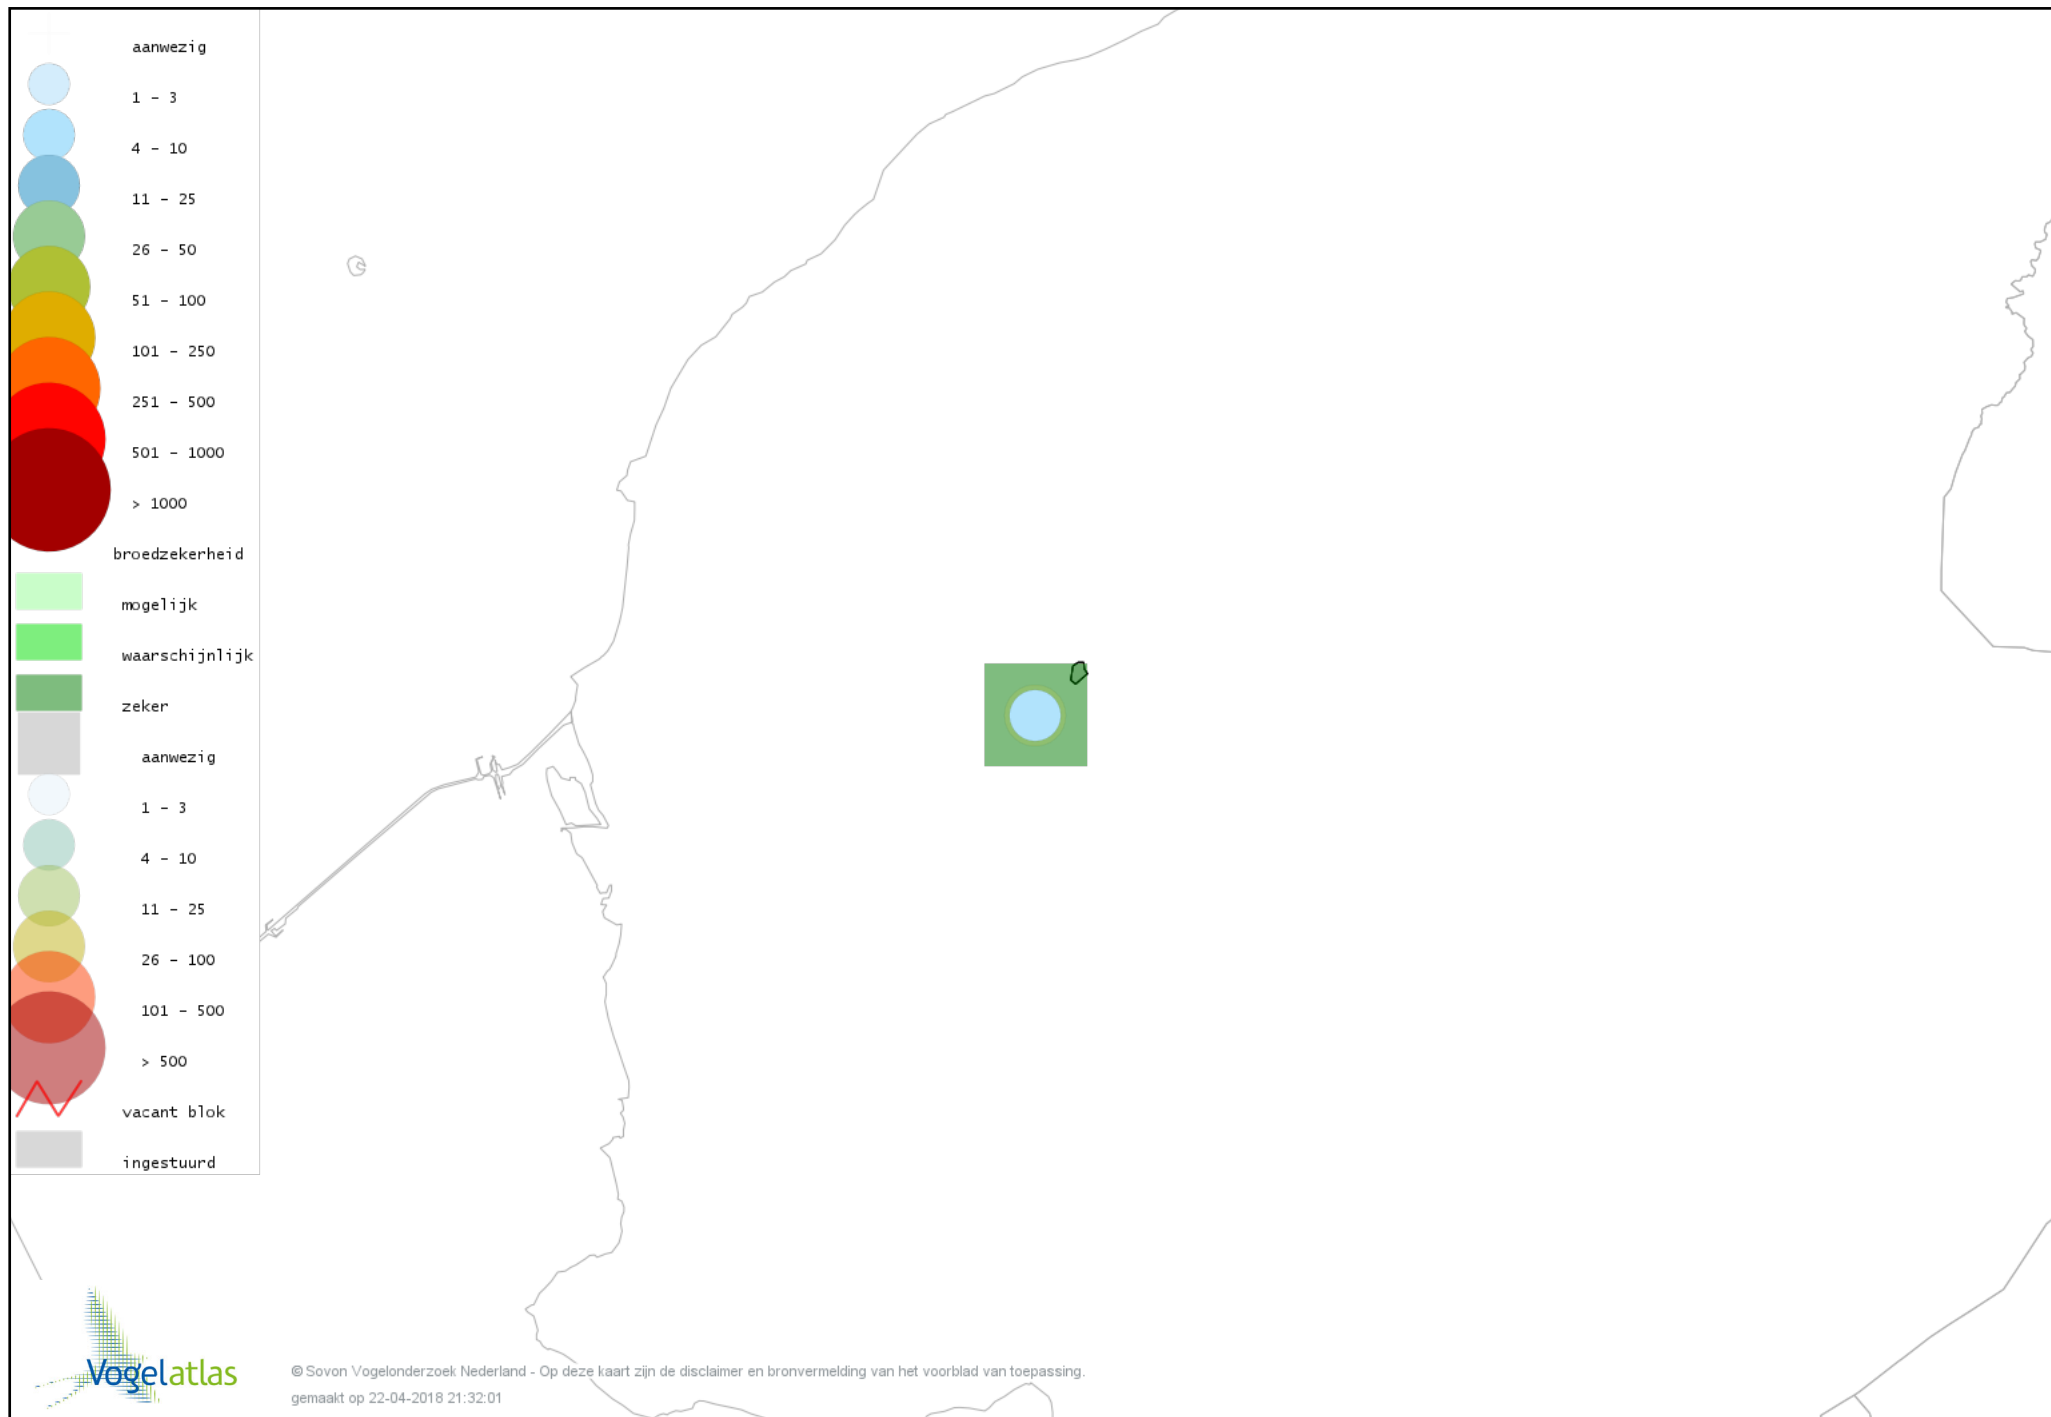 aanwezig
1 - 3
4 - 10
11 - 25
26 - 50
51 - 100
101 - 250
251 - 500
501 - 1000
> 1000
broedzekerheid
mogelijk
waarschijnlijk
zeker
aanwezig
1 - 3
4 - 10
11 - 25
26 - 100
101 - 500
> 500
vacant blok
ingestuurd
Vogelatlas
© Sovon Vogelonderzoek Nederland - Op deze kaart zijn de disclaimer en bronvermelding van het voorblad van toepassing.
gemaakt op 22-04-2018 21:32:01